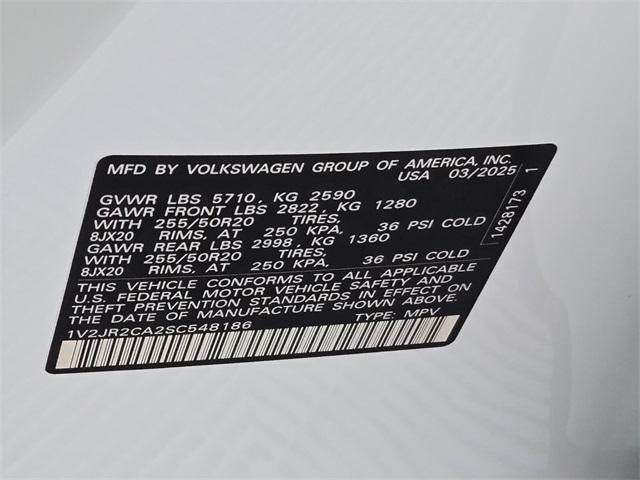 MFD BY VOLKSWAGEN GROUP OF AMERICA, INC.
USA 03/2025
GVWR LBS 5710, KG 2590
GAWR FRONT LBS 2822, KG 1280
WITH 255/50R20 TIRES,
8JX20 RIMS, AT 250 KPA, 36 PSI COLD
GAWR REAR LBS 2998, KG 1360
WITH 255/50R20 TIRES,
8JX20 RIMS, AT 250 KPA, 36 PSI COLD
THIS VEHICLE CONFORMS TO ALL APPLICABLE
U.S. FEDERAL MOTOR VEHICLE SAFETY AND
THEFT PREVENTION STANDARDS IN EFFECT ON
THE DATE OF MANUFACTURE SHOWN ABOVE.
1V2JR2CA2SC548186 TYPE: MPV
1428173 1